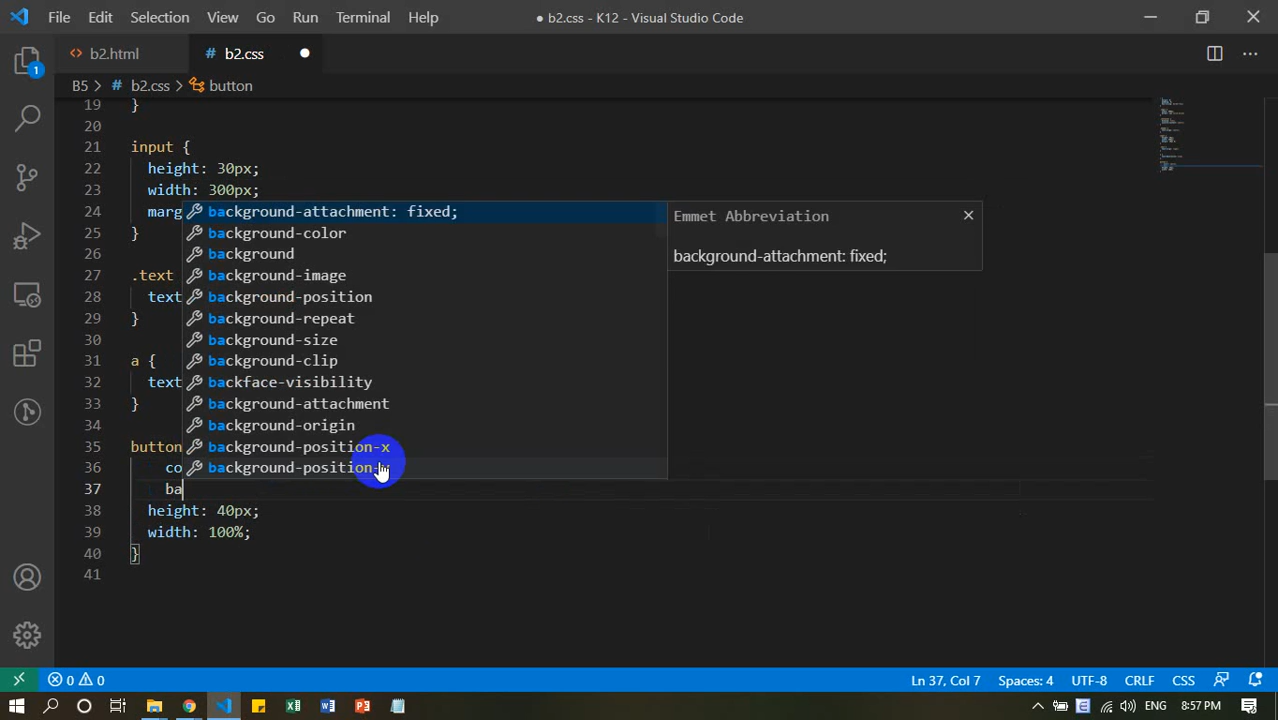 File Edit Selection View Go Run Terminal Help
● b2.css - K12 - Visual Studio Code
<> b2.html
# b2.css ●
B5 > # b2.css > button
1
19 }
20
21 input {
22 height: 30px;
23 width: 300px;
24 marg
25 }
26
27 .text
28 text
29 }
30
31 a {
32 text
33 }
34
35 button
36 co
37 ba
38 height: 40px;
39 width: 100%;
40 }
41
background-attachment: fixed;
background-color
background
background-image
background-position
background-repeat
background-size
background-clip
backface-visibility
background-attachment
background-origin
background-position-x
background-position-
Emmet Abbreviation
background-attachment: fixed;
0 0
Ln 37, Col 7 Spaces: 4 UTF-8 CRLF CSS
ENG 8:57 PM